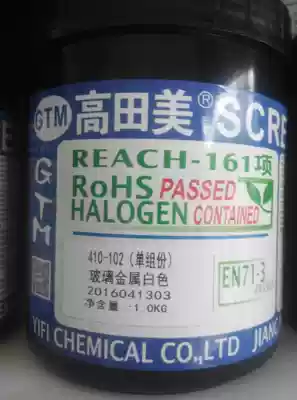 GTM 高田美® SCRE
GTM
REACH-161项
RoHS PASSED
HALOGEN CONTAINED
410-102（单组份）
玻璃金属白色
2016041303
净含量 -1.0KG
EN71-3
YIFI CHEMICAL CO.,LTD JIANG